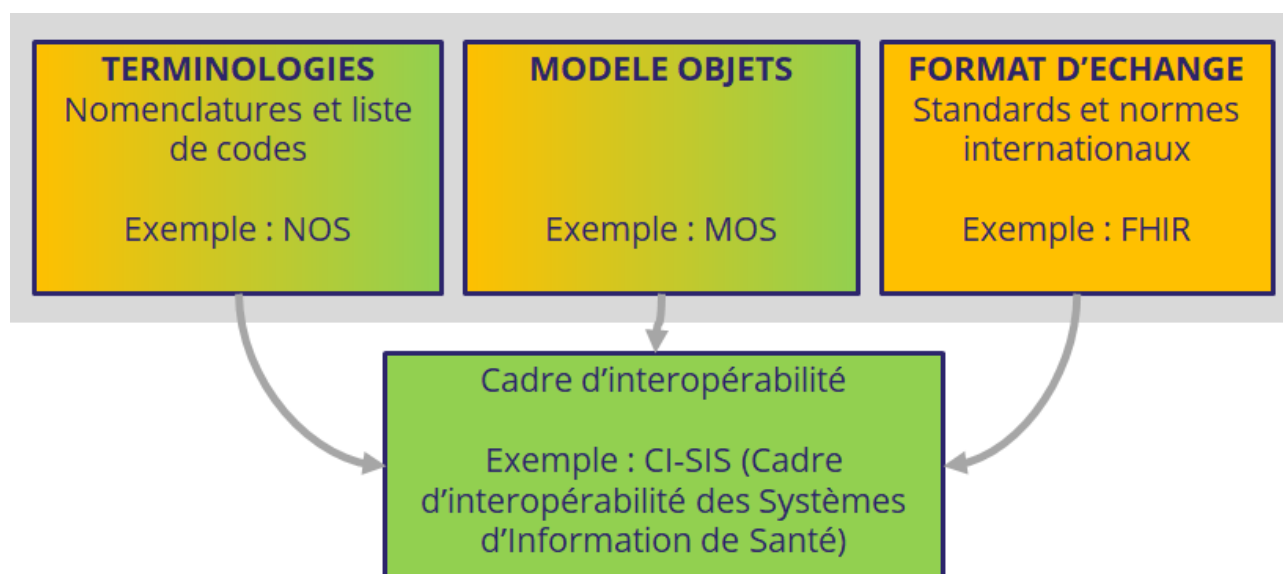 TERMINOLOGIES
Nomenclatures et liste
de codes
Exemple : NOS
MODELE OBJETS
Exemple : MOS
FORMAT D’ECHANGE
Standards et normes
internationaux
Exemple : FHIR
Cadre d’interopérabilité
Exemple : CI-SIS (Cadre
d’interopérabilité des Systèmes
d’Information de Santé)